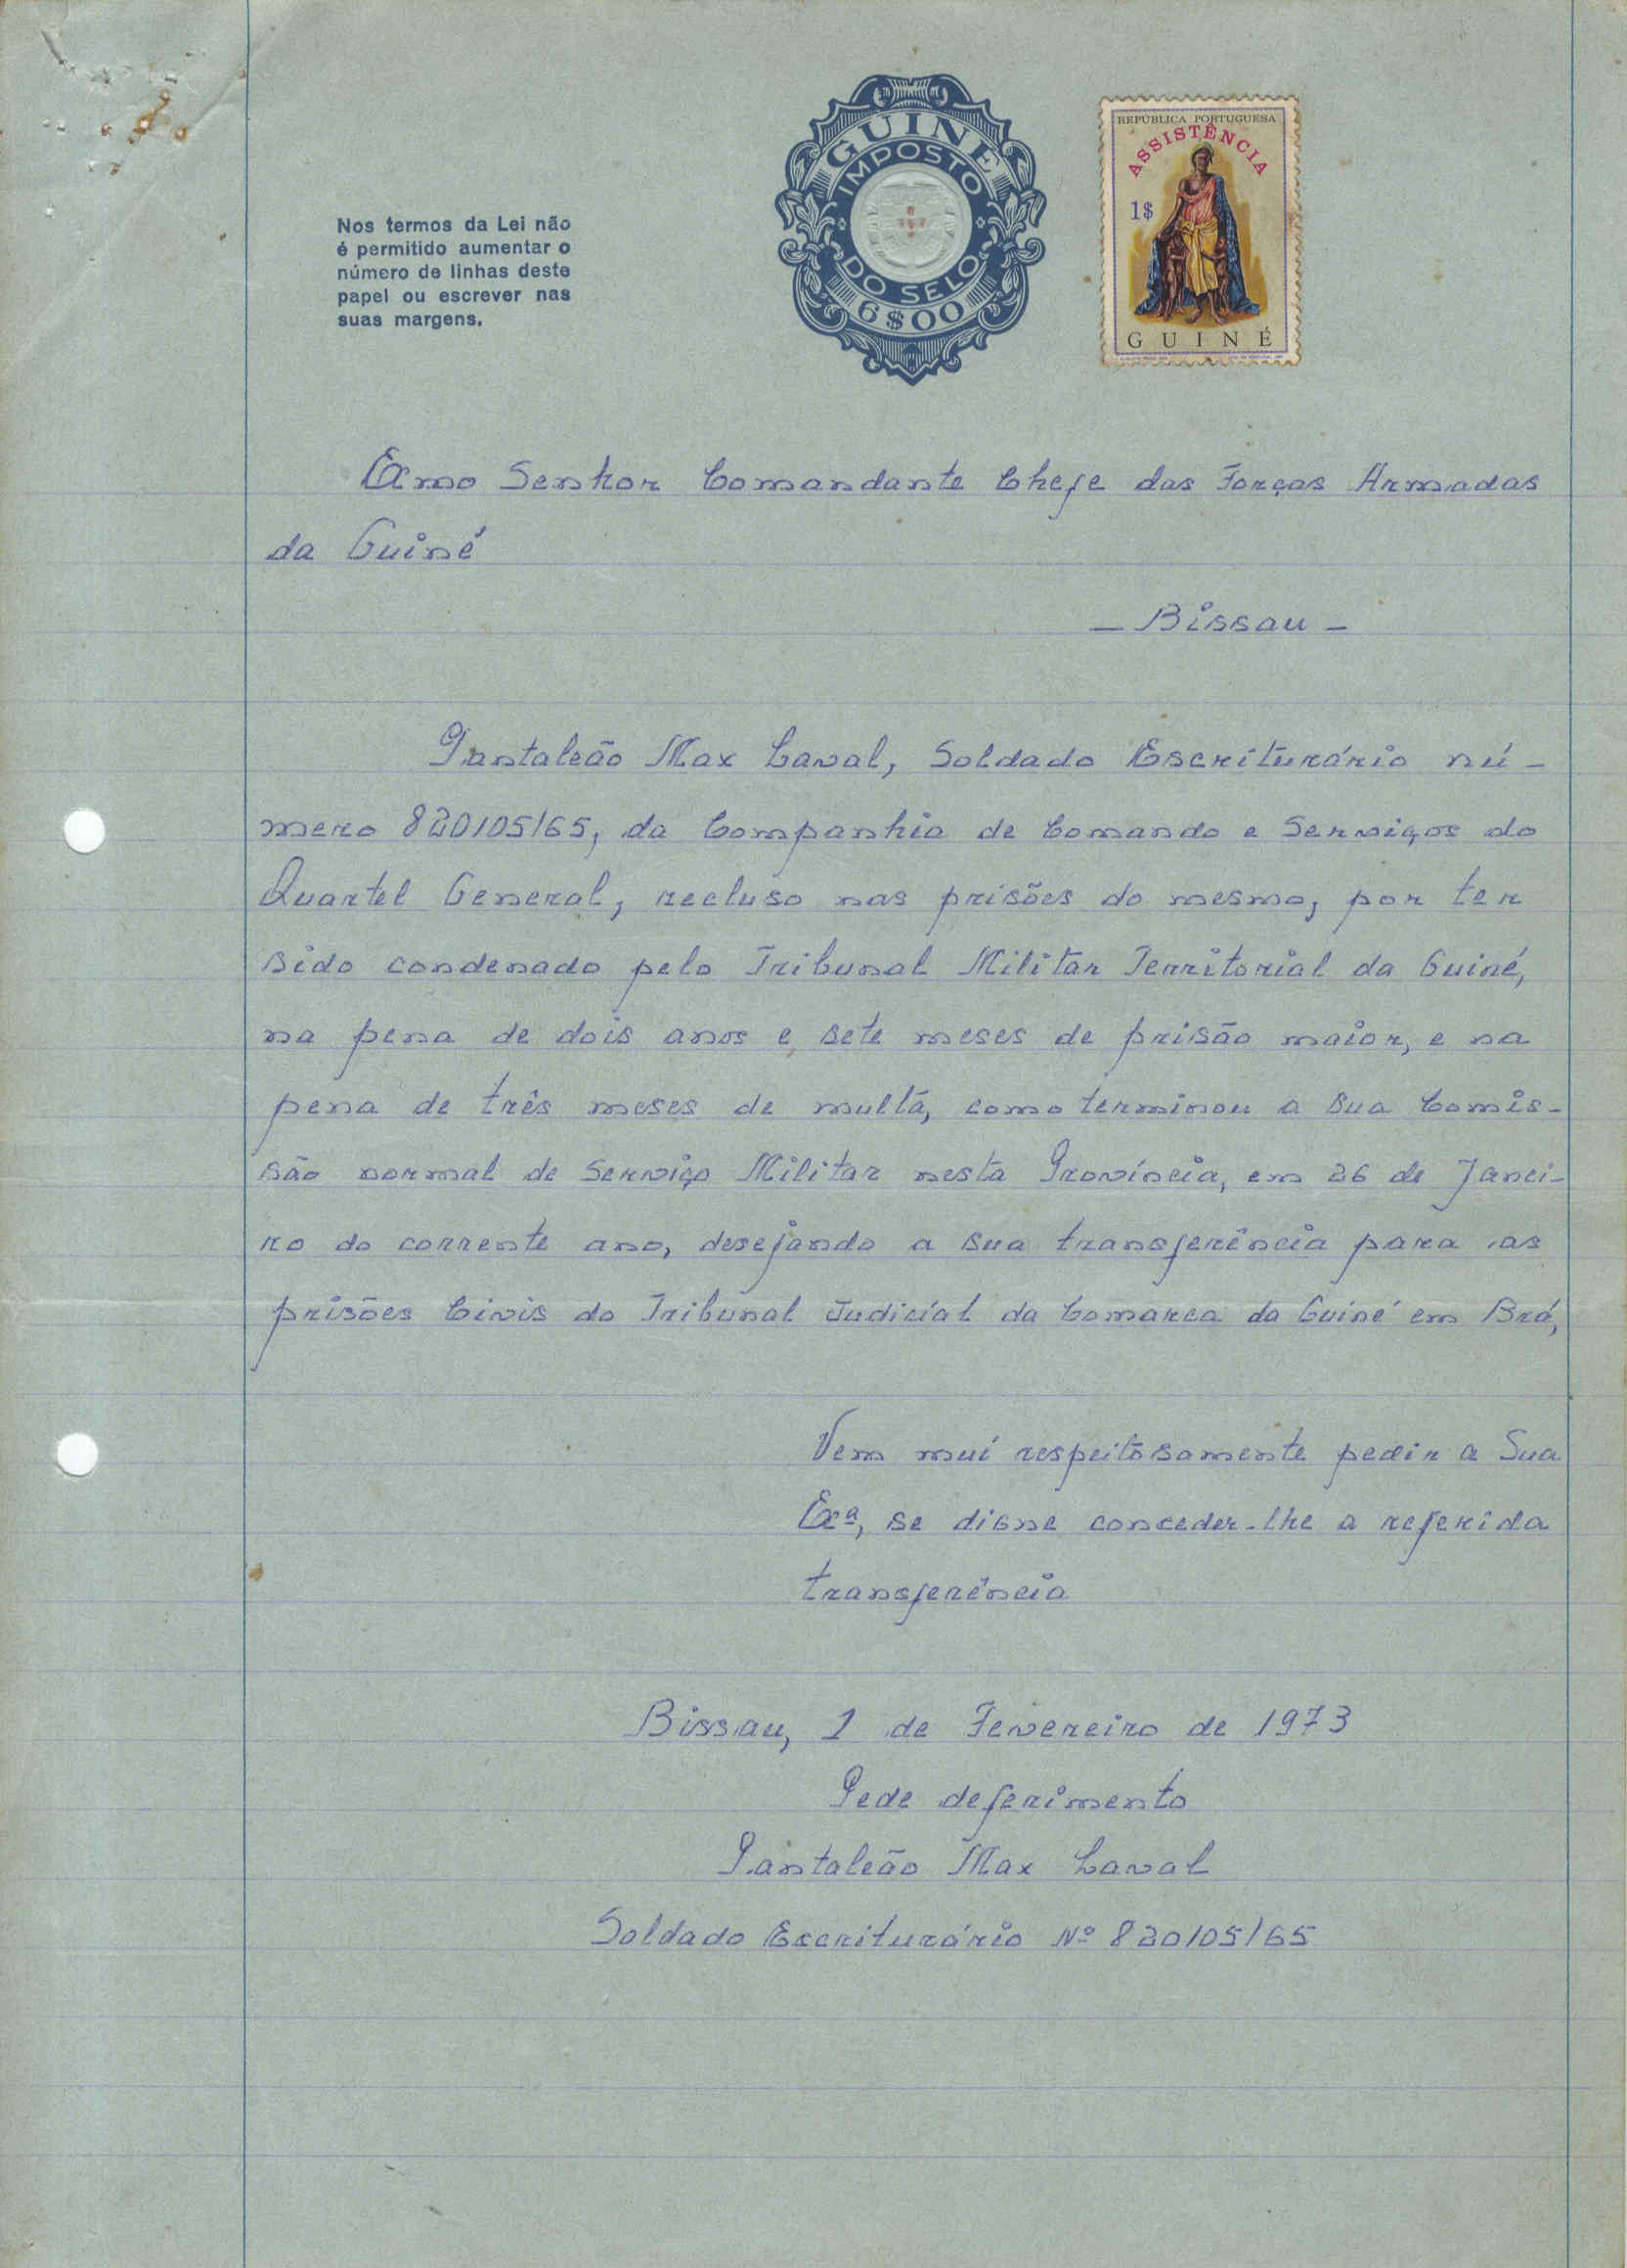 Nos termos da Lei não
é permitido aumentar o
número de linhas deste
papel ou escrever nas
suas margens.
GUINÉ
IMPOSTO
DO SELO
6$00
REPÚBLICA PORTUGUESA
ASSISTÊNCIA
1$
GUINÉ
Exmo Senhor Comandante Chefe das Forças Armadas
da Guiné
- Bissau -
Pantaleão Max Laval, Soldado Escriturário nú-
mero 820105/65, da Companhia de Comando e Serviços do
Quartel General, recluso nas prisões do mesmo, por ter
sido condenado pelo Tribunal Militar Territorial da Guiné,
na pena de dois anos e sete meses de prisão maior, e na
pena de três meses de multa, como terminou a sua Comis-
são normal de Serviço Militar nesta Província, em 26 de Janei-
ro do corrente ano, desejando a sua transferência para as
prisões Civis do Tribunal Judicial da Comarca da Guiné em Brá,
Vem mui respeitosamente pedir a Sua
Exª, se digne conceder-lhe a referida
transferência
Bissau, 1 de Fevereiro de 1973
Pede deferimento
Pantaleão Max Laval
Soldado Escriturário Nº 820105/65